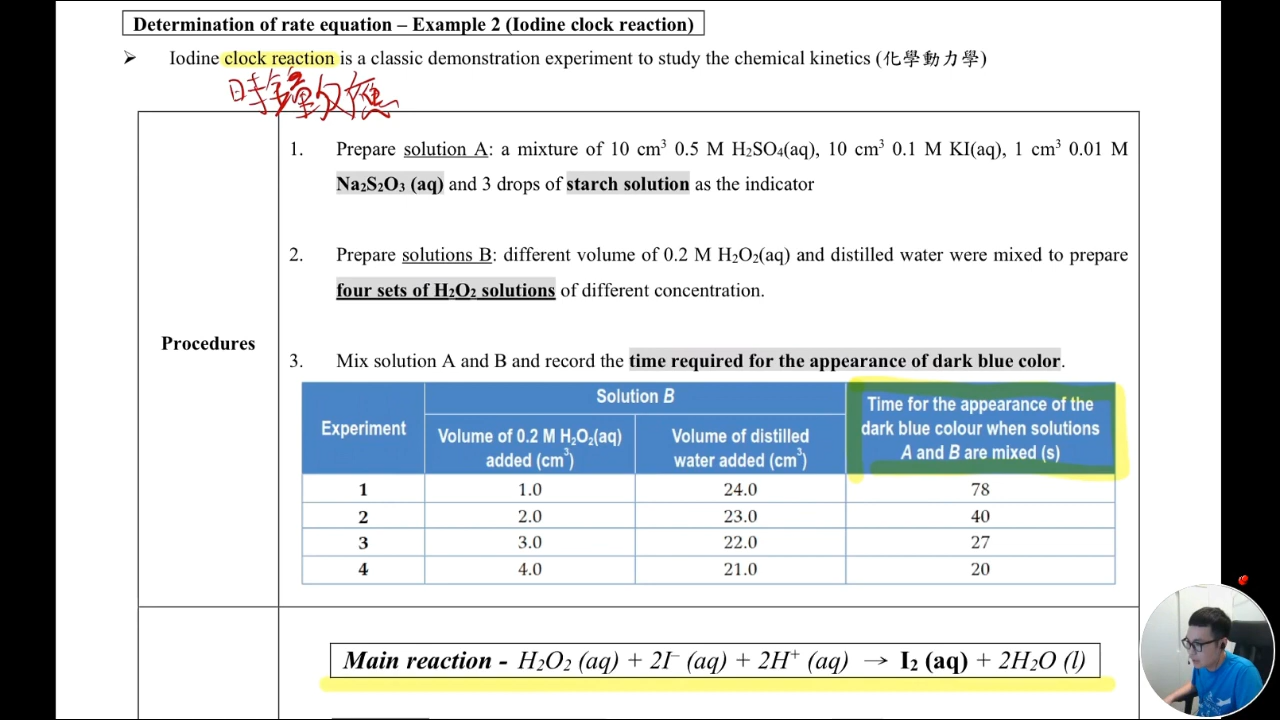 Determination of rate equation – Example 2 (Iodine clock reaction)
➢ Iodine clock reaction is a classic demonstration experiment to study the chemical kinetics (化學動力學)
時鐘反應
1. Prepare solution A: a mixture of 10 cm³ 0.5 M H₂SO₄(aq), 10 cm³ 0.1 M KI(aq), 1 cm³ 0.01 M
Na₂S₂O₃ (aq) and 3 drops of starch solution as the indicator
2. Prepare solutions B: different volume of 0.2 M H₂O₂(aq) and distilled water were mixed to prepare
four sets of H₂O₂ solutions of different concentration.
Procedures
3. Mix solution A and B and record the time required for the appearance of dark blue color.
Experiment
Solution B
Volume of 0.2 M H₂O₂(aq)
added (cm³)
Volume of distilled
water added (cm³)
Time for the appearance of the
dark blue colour when solutions
A and B are mixed (s)
1 1.0 24.0 78
2 2.0 23.0 40
3 3.0 22.0 27
4 4.0 21.0 20
Main reaction - H₂O₂ (aq) + 2I⁻ (aq) + 2H⁺ (aq) → I₂ (aq) + 2H₂O (l)